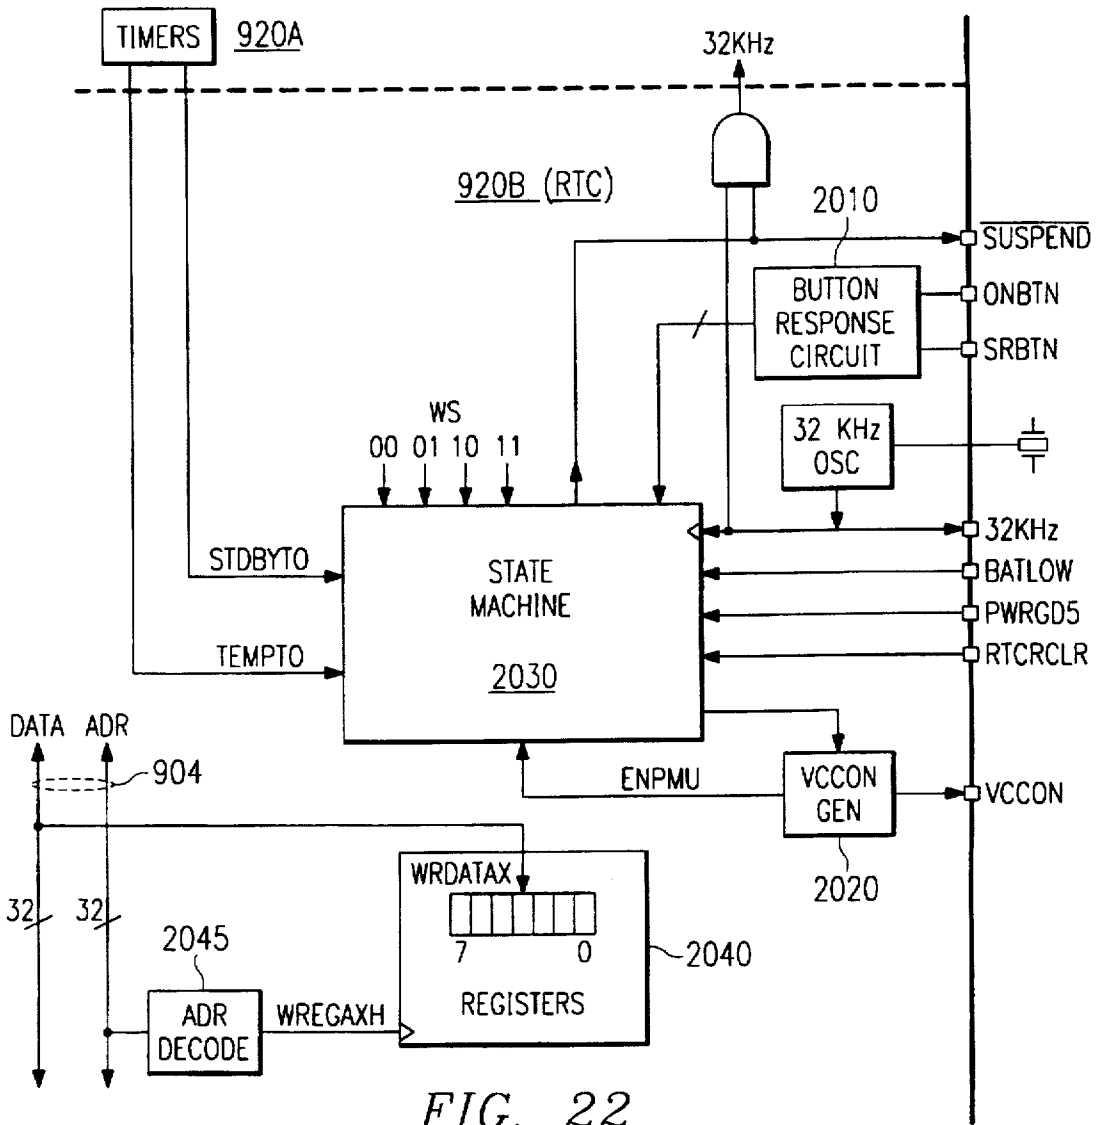 TIMERS 920A
32KHz
920B (RTC)
2010
SUSPEND
BUTTON
RESPONSE
CIRCUIT
ONBTN
SRBTN
32 KHz
OSC
WS
00 01 10 11
32KHz
STDBYTO
STATE
MACHINE
BATLOW
PWRGD5
TEMPTO
2030
RTCRCLR
DATA ADR
904
ENPMU
VCCON
GEN
VCCON
2020
WRDATAX
32 32
7 0
2045
2040
REGISTERS
ADR
DECODE
WREGAXH
FIG. 22